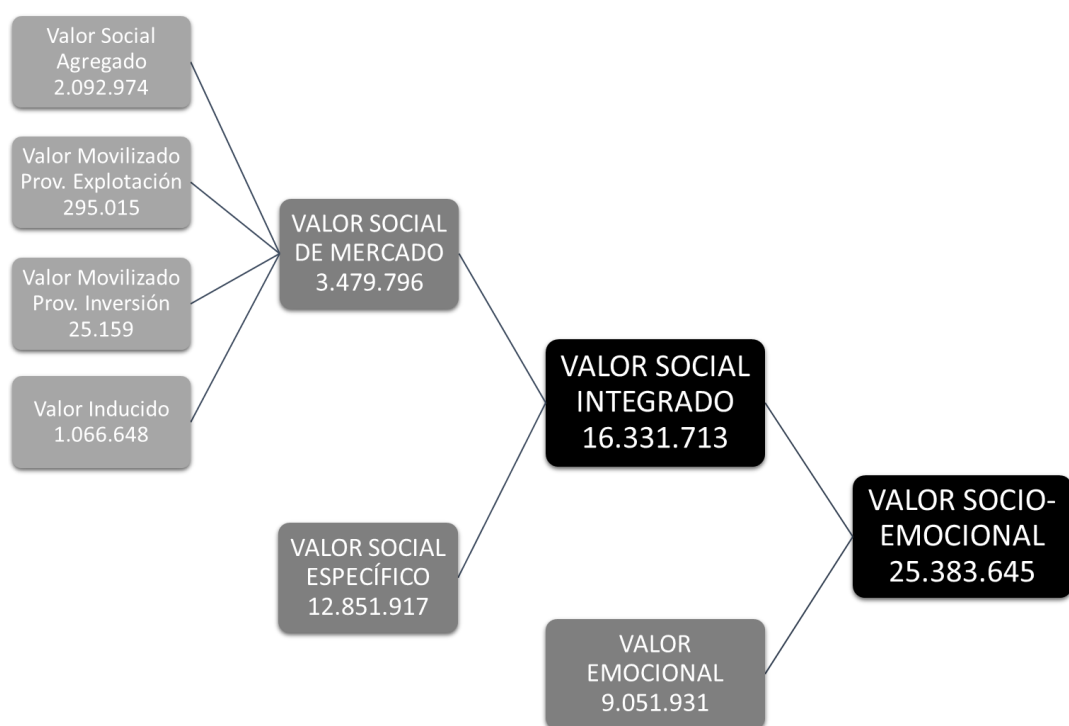 Valor Social
Agregado
2.092.974
Valor Movilizado
Prov. Explotación
295.015
Valor Movilizado
Prov. Inversión
25.159
Valor Inducido
1.066.648
VALOR SOCIAL
DE MERCADO
3.479.796
VALOR SOCIAL
ESPECÍFICO
12.851.917
VALOR SOCIAL
INTEGRADO
16.331.713
VALOR
EMOCIONAL
9.051.931
VALOR SOCIO-
EMOCIONAL
25.383.645